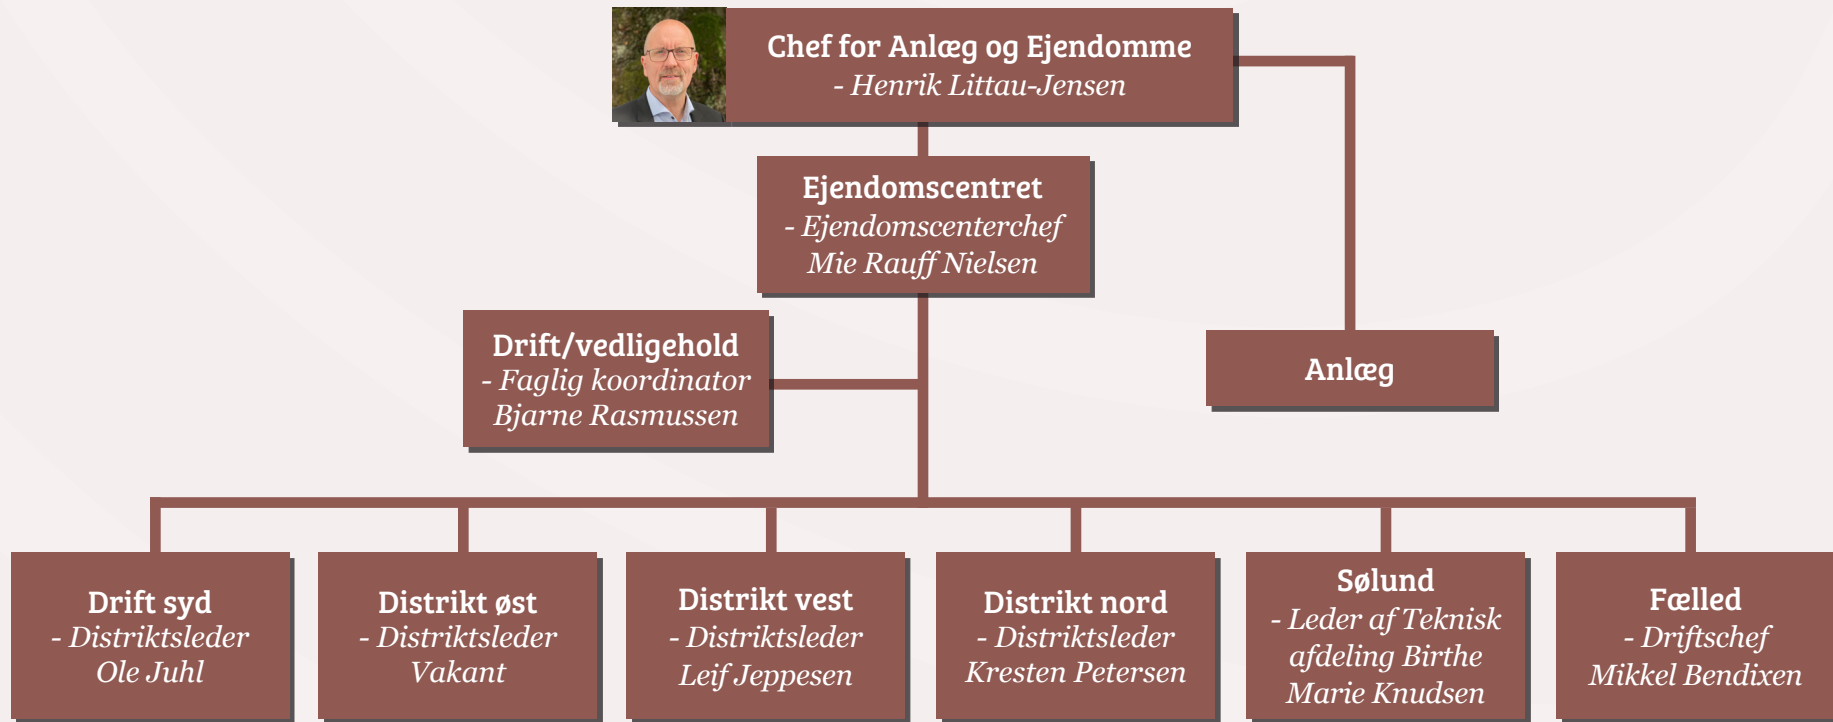 Chef for Anlæg og Ejendomme
- Henrik Littau-Jensen
Ejendomscentret
- Ejendomscenterchef
Mie Rauff Nielsen
Drift/vedligehold
- Faglig koordinator
Bjarne Rasmussen
Anlæg
Drift syd
- Distriktsleder
Ole Juhl
Distrikt øst
- Distriktsleder
Vakant
Distrikt vest
- Distriktsleder
Leif Jeppesen
Distrikt nord
- Distriktsleder
Kresten Petersen
Sølund
- Leder af Teknisk
afdeling Birthe
Marie Knudsen
Fælled
- Driftschef
Mikkel Bendixen